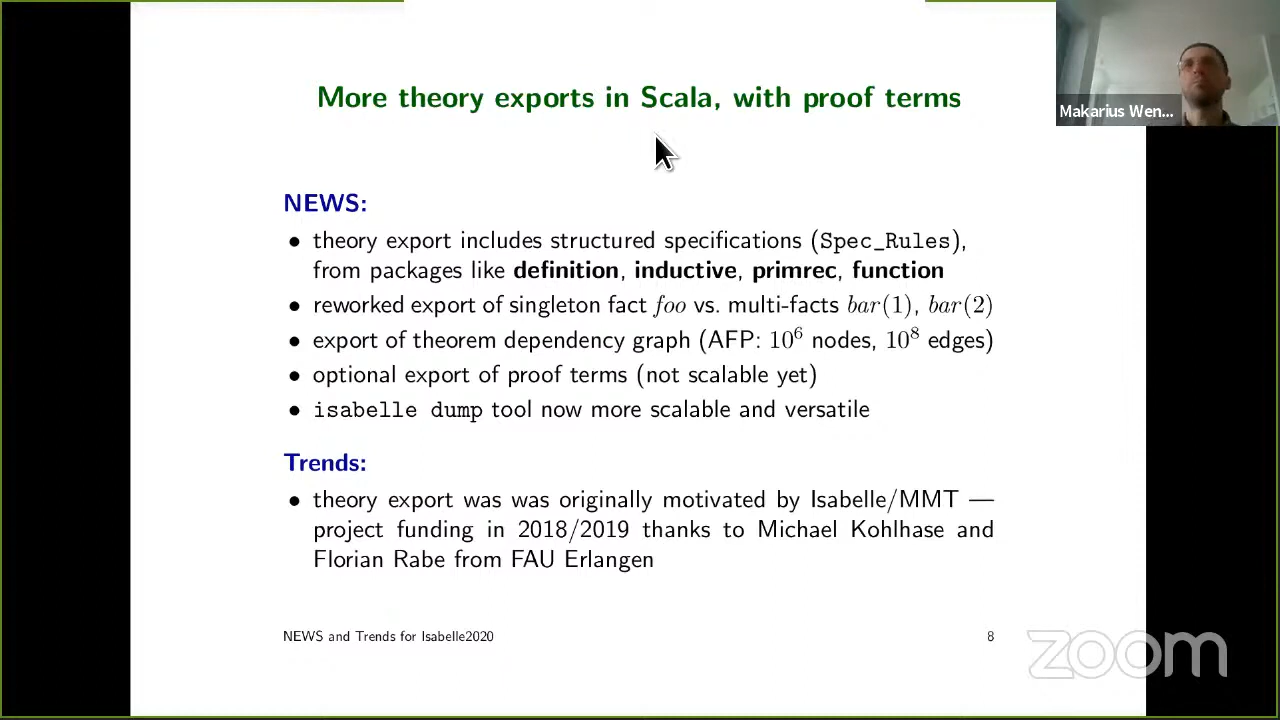 More theory exports in Scala, with proof terms
Makarius Wen...
NEWS:
• theory export includes structured specifications (Spec_Rules),
from packages like definition, inductive, primrec, function
• reworked export of singleton fact foo vs. multi-facts bar(1), bar(2)
• export of theorem dependency graph (AFP: 10⁶ nodes, 10⁸ edges)
• optional export of proof terms (not scalable yet)
• isabelle dump tool now more scalable and versatile
Trends:
• theory export was was originally motivated by Isabelle/MMT —
project funding in 2018/2019 thanks to Michael Kohlhase and
Florian Rabe from FAU Erlangen
NEWS and Trends for Isabelle2020
8
zoom